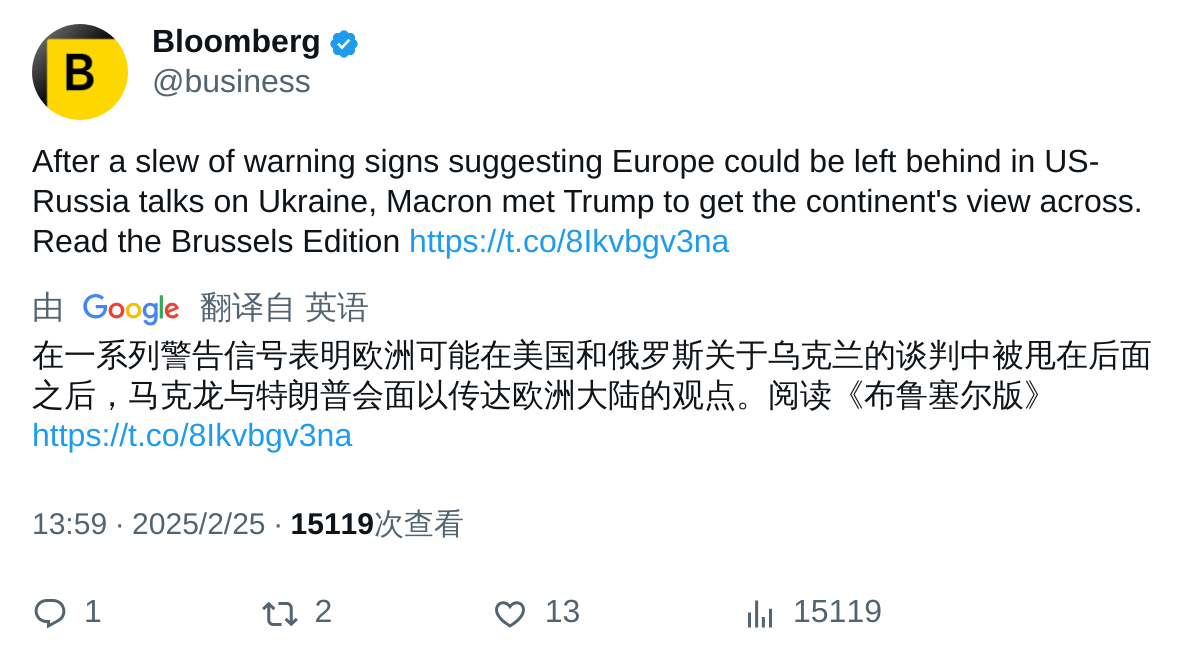 B
Bloomberg
@business
After a slew of warning signs suggesting Europe could be left behind in US-
Russia talks on Ukraine, Macron met Trump to get the continent's view across.
Read the Brussels Edition https://t.co/8Ikvbgv3na
由 Google 翻译自 英语
在一系列警告信号表明欧洲可能在美国和俄罗斯关于乌克兰的谈判中被甩在后面
之后，马克龙与特朗普会面以传达欧洲大陆的观点。阅读《布鲁塞尔版》
https://t.co/8Ikvbgv3na
13:59 · 2025/2/25 · 15119次查看
1 2 13 15119